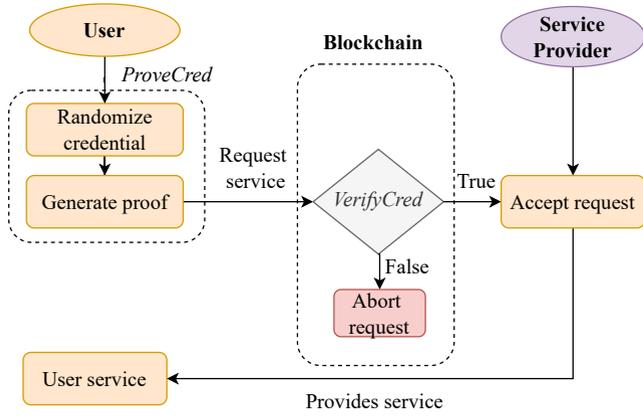 User
Blockchain
Service
Provider
ProveCred
Randomize
credential
Generate proof
Request
service
VerifyCred
True
Accept request
False
Abort
request
User service
Provides service